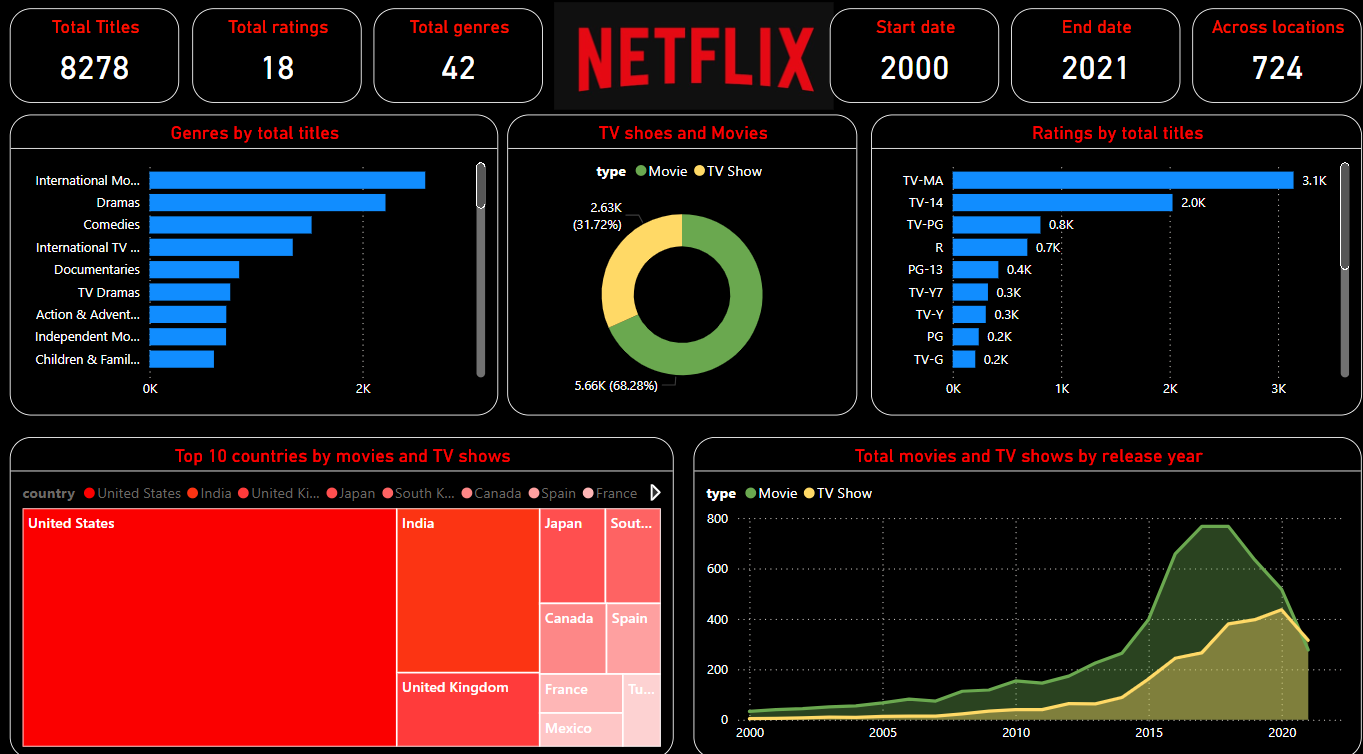 Total Titles
8278
Total ratings
18
Total genres
42
NETFLIX
Start date
2000
End date
2021
Across locations
724
Genres by total titles
International Mo...
Dramas
Comedies
International TV ...
Documentaries
TV Dramas
Action & Advent...
Independent Mo...
Children & Famil...
0K 2K
TV shoes and Movies
type Movie TV Show
2.63K
(31.72%)
5.66K (68.28%)
Ratings by total titles
TV-MA 3.1K
TV-14 2.0K
TV-PG 0.8K
R 0.7K
PG-13 0.4K
TV-Y7 0.3K
TV-Y 0.3K
PG 0.2K
TV-G 0.2K
0K 1K 2K 3K
Top 10 countries by movies and TV shows
country United States India United Ki... Japan South K... Canada Spain France
United States
India
United Kingdom
Japan
Sout...
Canada
Spain
France
Tu...
Mexico
Total movies and TV shows by release year
type Movie TV Show
800
600
400
200
0
2000 2005 2010 2015 2020